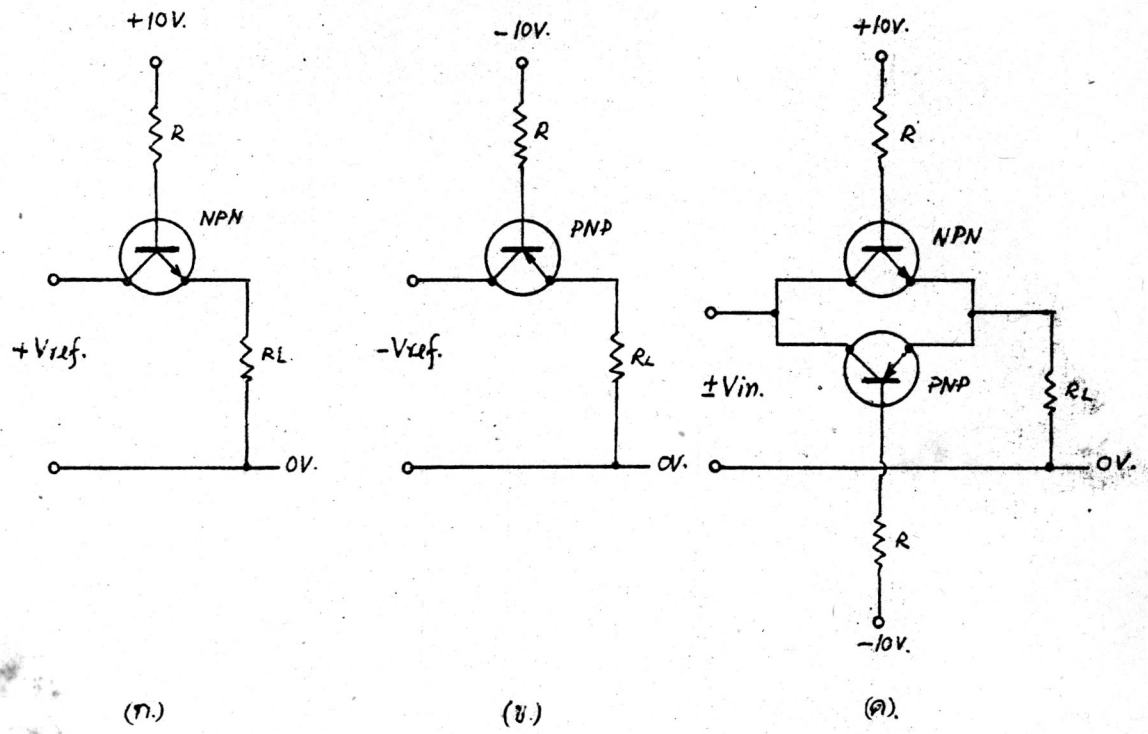 +10V.
R
NPN
+Vref.
RL
0V.
(ก.)
-10V.
R
PNP
-Vref.
RL
0V.
(ข.)
+10V.
R
NPN
±Vin.
PNP
RL
0V.
R
-10V.
(ค).